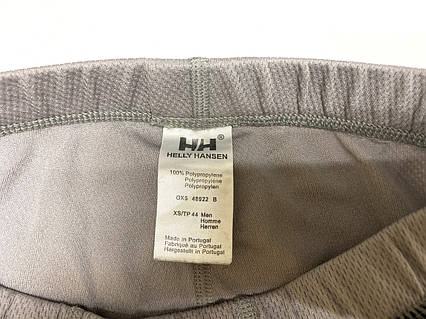 HH
HELLY HANSEN
100% Polypropylene
Polypropylène
Polypropylen
OXS 48922 B
XS/TP 44 Men
Homme
Herren
Made in Portugal
Fabriqué au Portugal
Hergestellt in Portugal